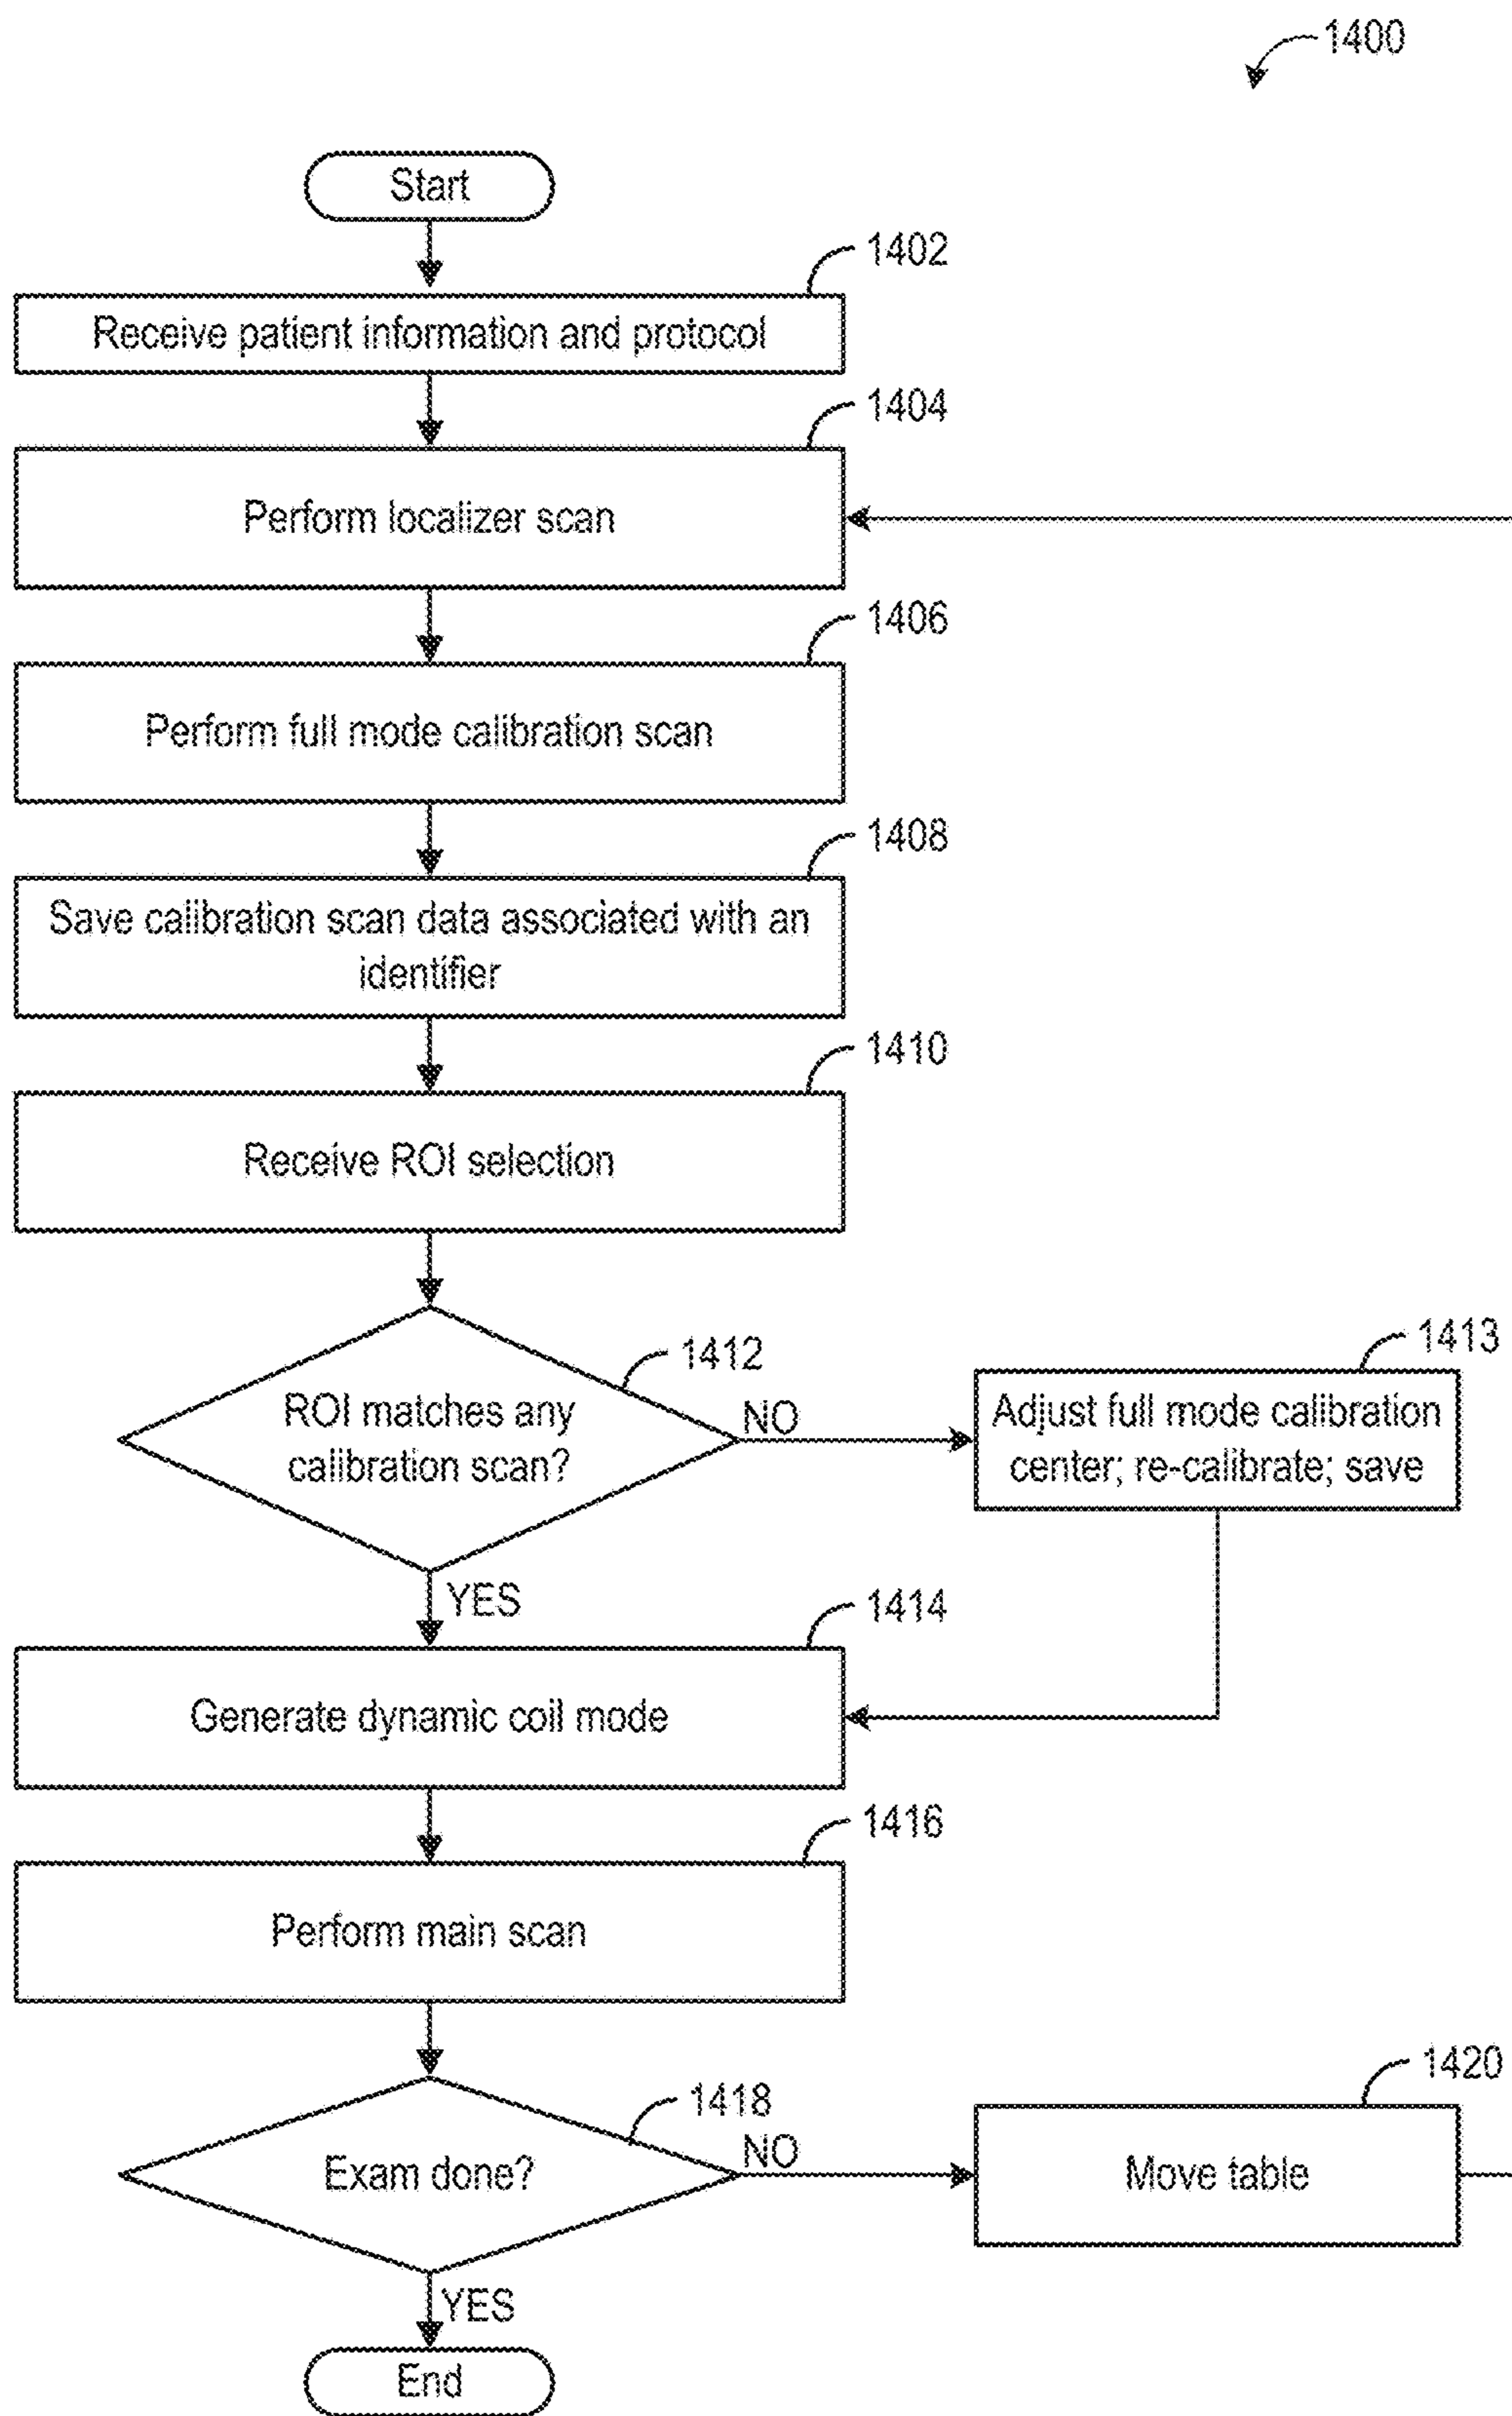 1400
Start
1402
Receive patient information and protocol
1404
Perform localizer scan
1406
Perform full mode calibration scan
1408
Save calibration scan data associated with an
identifier
1410
Receive ROI selection
1412
ROI matches any
calibration scan?
NO
1413
Adjust full mode calibration
center; re-calibrate; save
YES
1414
Generate dynamic coil mode
1416
Perform main scan
1418
Exam done?
NO
1420
Move table
YES
End